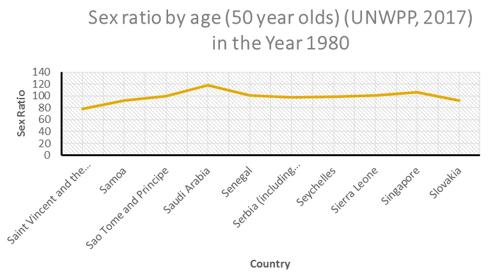 Sex ratio by age (50 year olds) (UNWPP, 2017)
in the Year 1980
140
120
100
80
60
40
20
0
Sex Ratio
Saint Vincent and the...
Samoa
Sao Tome and Principe
Saudi Arabia
Senegal
Serbia (including...
Seychelles
Sierra Leone
Singapore
Slovakia
Country